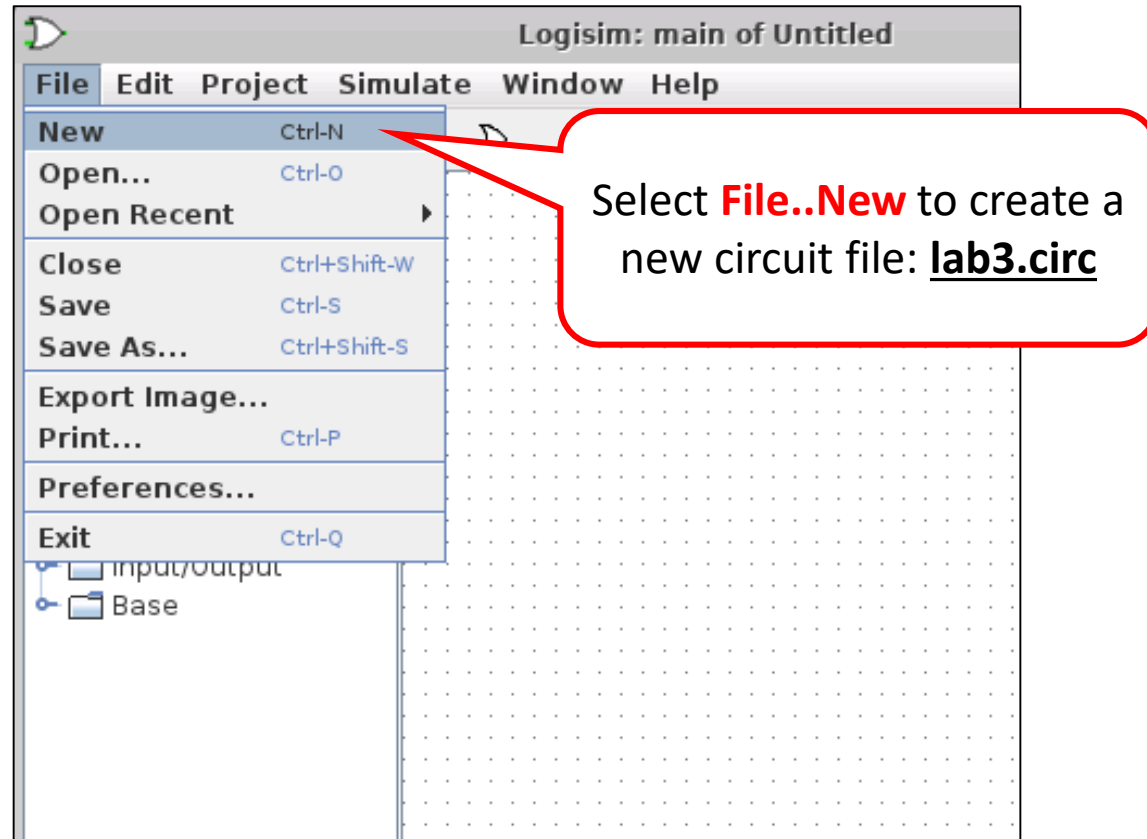 Logisim: main of Untitled
File Edit Project Simulate Window Help
New Ctrl-N
Open... Ctrl-O
Open Recent
Close Ctrl+Shift-W
Save Ctrl-S
Save As... Ctrl+Shift-S
Export Image...
Print... Ctrl-P
Preferences...
Exit Ctrl-Q
Input/Output
Base
Select File..New to create a
new circuit file: lab3.circ